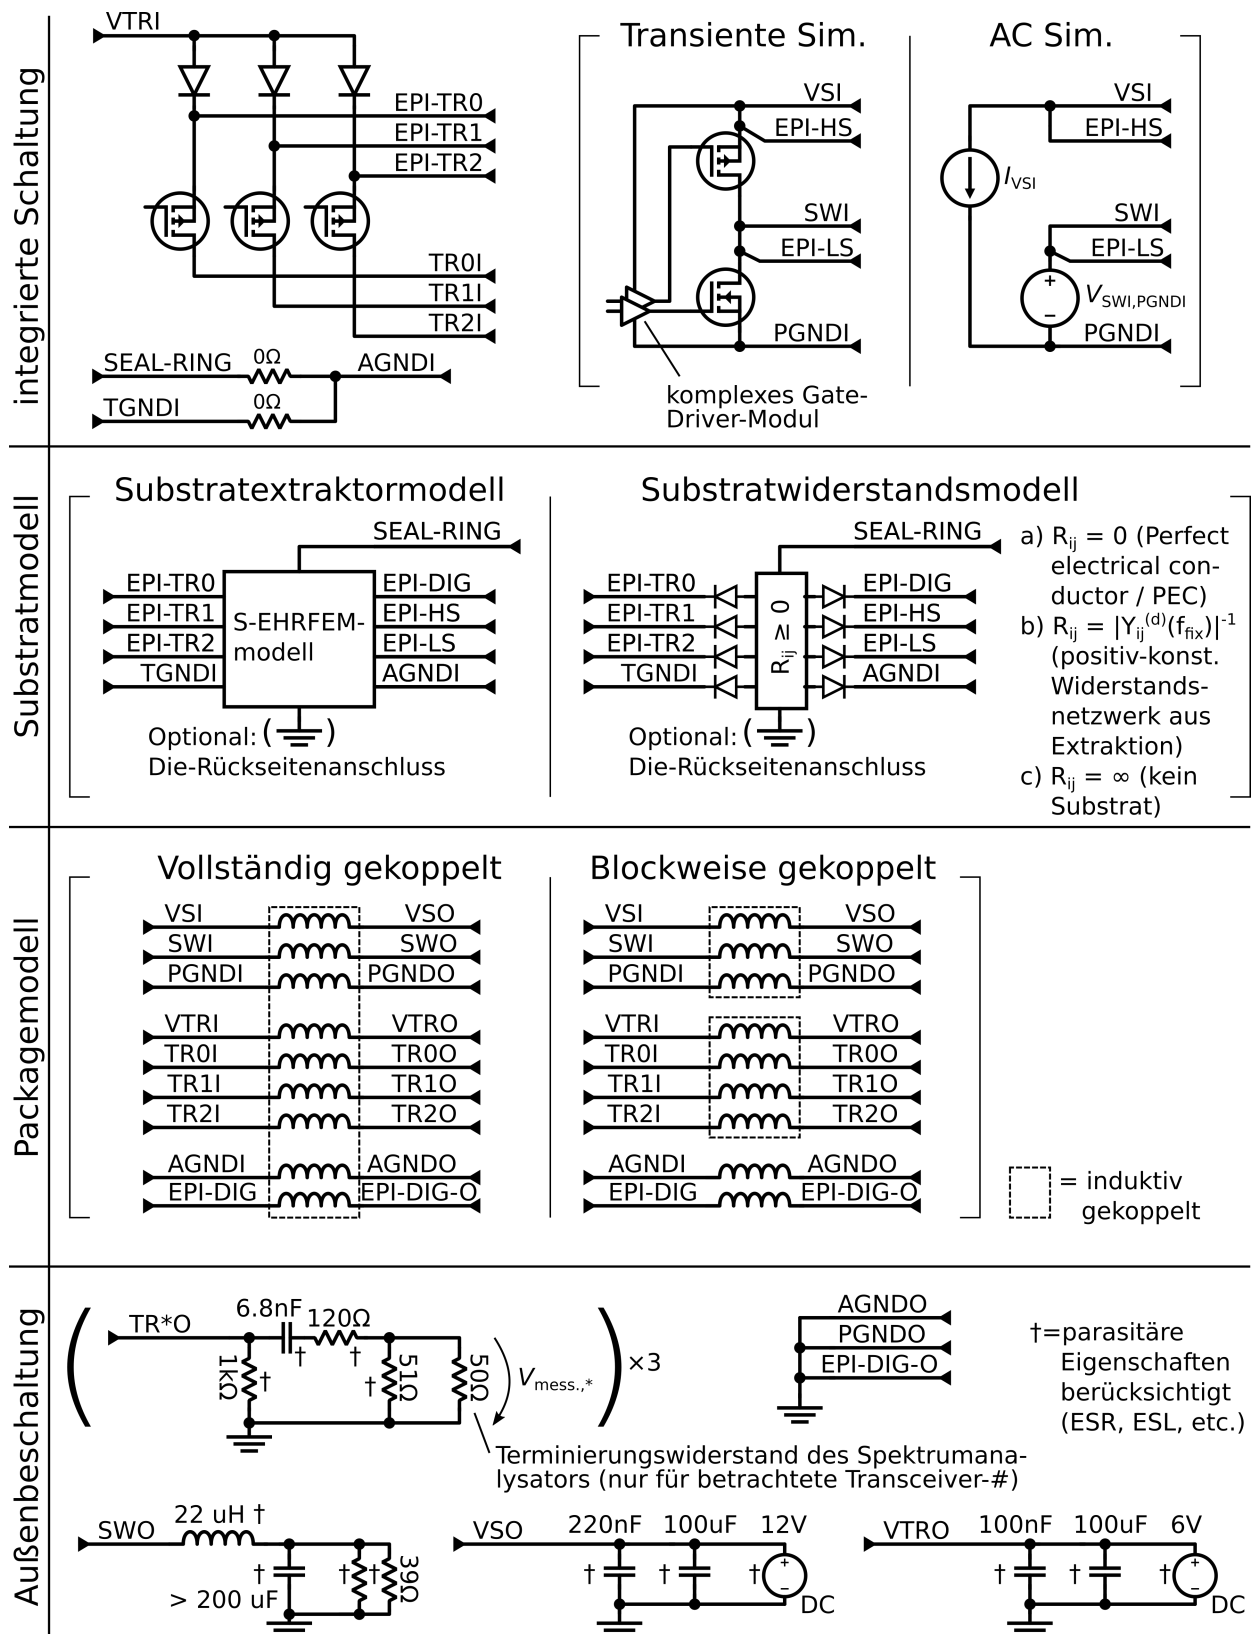 integrierte Schaltung
VTRI
EPI-TR0
EPI-TR1
EPI-TR2
TR0I
TR1I
TR2I
SEAL-RING
0Ω
AGNDI
TGNDI
0Ω
Transiente Sim.
VSI
EPI-HS
SWI
EPI-LS
PGNDI
komplexes Gate-
Driver-Modul
AC Sim.
VSI
EPI-HS
I_VSI
SWI
EPI-LS
+
V_SWI,PGNDI
−
PGNDI
Substratmodell
Substratextraktormodell
SEAL-RING
EPI-TR0
EPI-TR1
EPI-TR2
TGNDI
S-EHRFEM-
modell
EPI-DIG
EPI-HS
EPI-LS
AGNDI
Optional: ( )
Die-Rückseitenanschluss
Substratwiderstandsmodell
SEAL-RING
EPI-TR0
EPI-TR1
EPI-TR2
TGNDI
R_ij ≥ 0
EPI-DIG
EPI-HS
EPI-LS
AGNDI
Optional: ( )
Die-Rückseitenanschluss
a) R_ij = 0 (Perfect
electrical con-
ductor / PEC)
b) R_ij = |Y_ij^(d)(f_fix)|^-1
(positiv-konst.
Widerstands-
netzwerk aus
Extraktion)
c) R_ij = ∞ (kein
Substrat)
Packagemodell
Vollständig gekoppelt
VSI VSO
SWI SWO
PGNDI PGNDO
VTRI VTRO
TR0I TR0O
TR1I TR1O
TR2I TR2O
AGNDI AGNDO
EPI-DIG EPI-DIG-O
Blockweise gekoppelt
VSI VSO
SWI SWO
PGNDI PGNDO
VTRI VTRO
TR0I TR0O
TR1I TR1O
TR2I TR2O
AGNDI AGNDO
EPI-DIG EPI-DIG-O
= induktiv
gekoppelt
Außenbeschaltung
TR*O
6.8nF
120Ω
†
†
1kΩ
†
51Ω
†
50Ω
V_mess.,*
×3
Terminierungswiderstand des Spektrumana-
lysators (nur für betrachtete Transceiver-#)
AGNDO
PGNDO
EPI-DIG-O
†=parasitäre
Eigenschaften
berücksichtigt
(ESR, ESL, etc.)
SWO
22 uH †
†
> 200 uF
†
†
39Ω
VSO
220nF
100uF
12V
†
†
†
+
−
DC
VTRO
100nF
100uF
6V
†
†
†
+
−
DC